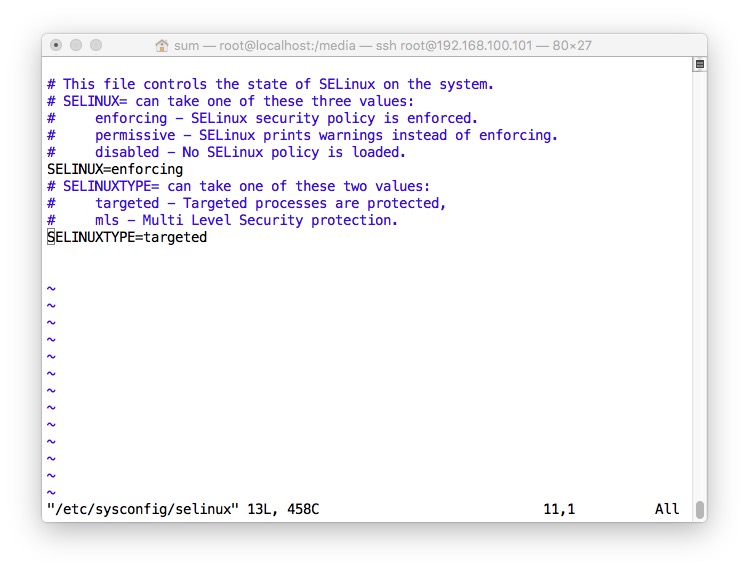 sum — root@localhost:/media — ssh root@192.168.100.101 — 80×27
# This file controls the state of SELinux on the system.
# SELINUX= can take one of these three values:
#     enforcing - SELinux security policy is enforced.
#     permissive - SELinux prints warnings instead of enforcing.
#     disabled - No SELinux policy is loaded.
SELINUX=enforcing
# SELINUXTYPE= can take one of these two values:
#     targeted - Targeted processes are protected,
#     mls - Multi Level Security protection.
SELINUXTYPE=targeted
~
~
~
~
~
~
~
~
~
~
~
~
~
"/etc/sysconfig/selinux" 13L, 458C 11,1 All